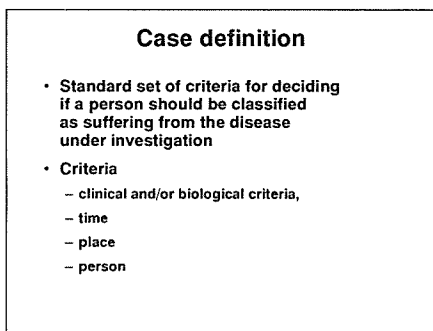 Case definition
• Standard set of criteria for deciding
if a person should be classified
as suffering from the disease
under investigation
• Criteria
– clinical and/or biological criteria,
– time
– place
– person